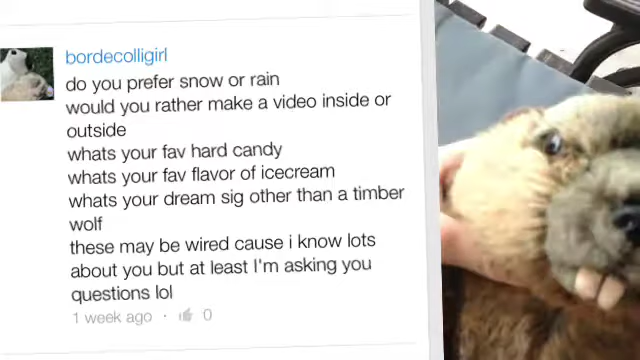 bordecolligirl
do you prefer snow or rain
would you rather make a video inside or
outside
whats your fav hard candy
whats your fav flavor of icecream
whats your dream sig other than a timber
wolf
these may be wired cause i know lots
about you but at least I'm asking you
questions lol
1 week ago · 0